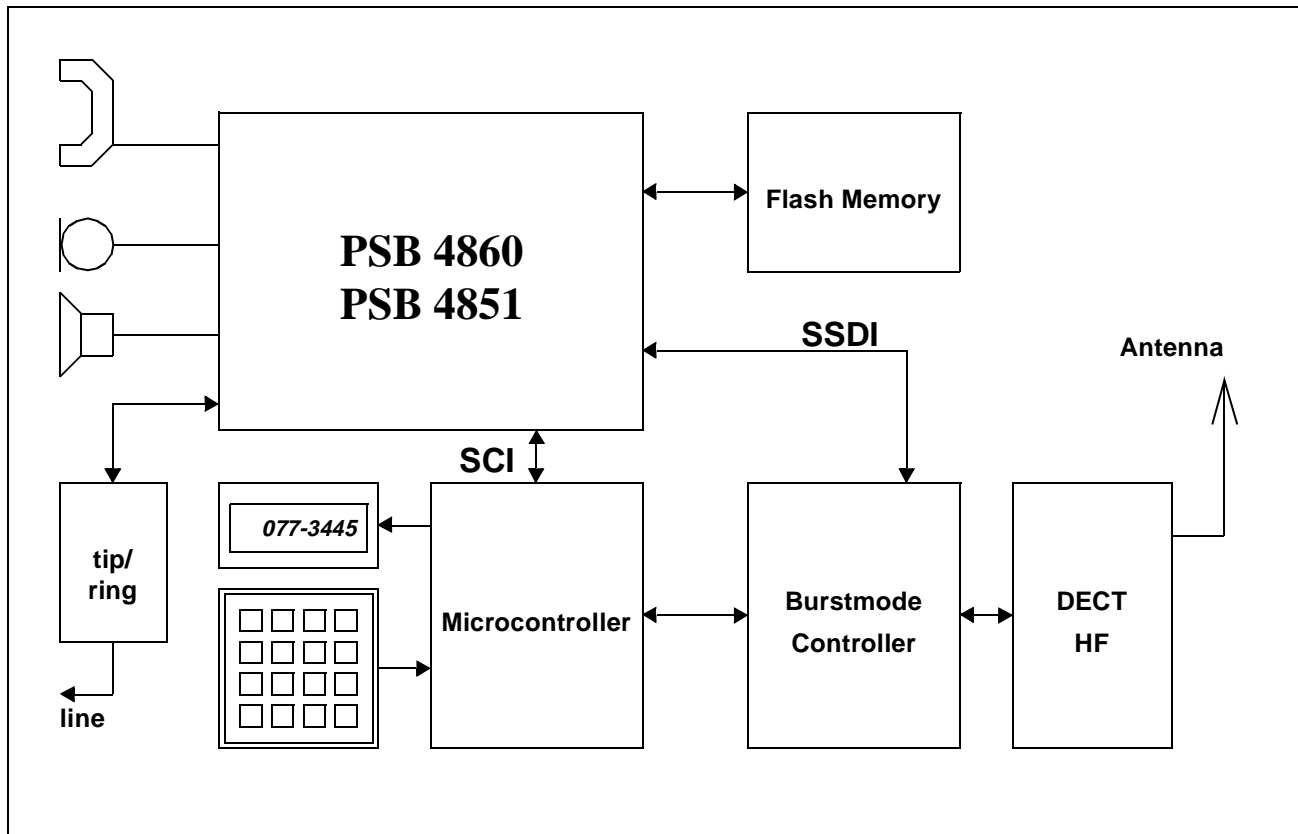 PSB 4860
PSB 4851
Flash Memory
SSDI
Antenna
SCI
077-3445
tip/
ring
Microcontroller
Burstmode
Controller
DECT
HF
line